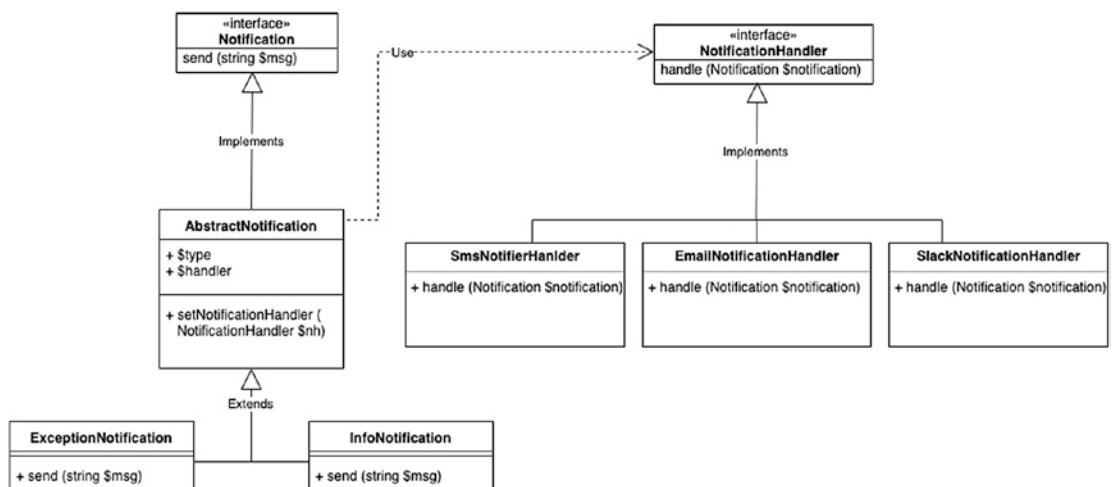 «interface»
Notification
send (string $msg)
Use
«interface»
NotificationHandler
handle (Notification $notification)
Implements
Implements
AbstractNotification
+ $type
+ $handler
+ setNotificationHandler (
NotificationHandler $nh)
SmsNotifierHanlder
+ handle (Notification $notification)
EmailNotificationHandler
+ handle (Notification $notification)
SlackNotificationHandler
+ handle (Notification $notification)
Extends
ExceptionNotification
+ send (string $msg)
InfoNotification
+ send (string $msg)